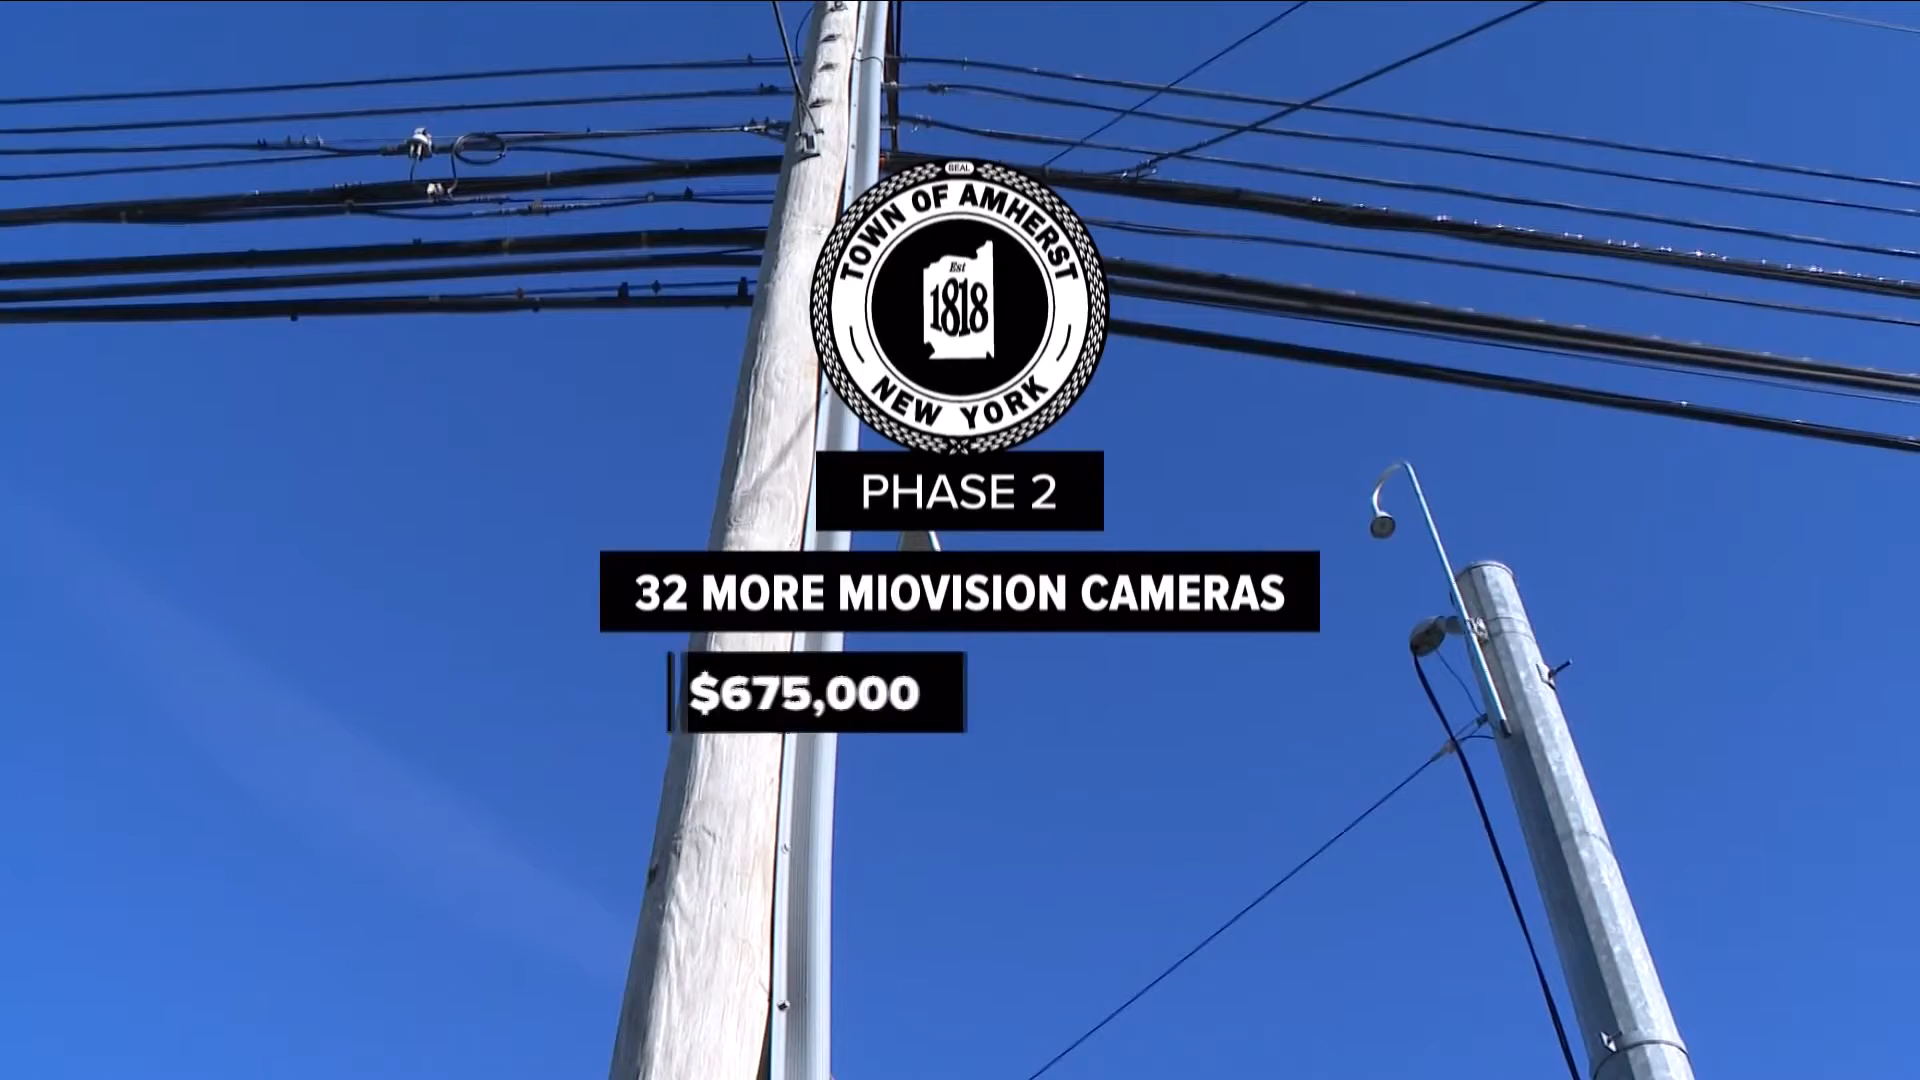 SEAL
TOWN OF AMHERST
Est
1818
NEW YORK
PHASE 2
32 MORE MIOVISION CAMERAS
$675,000